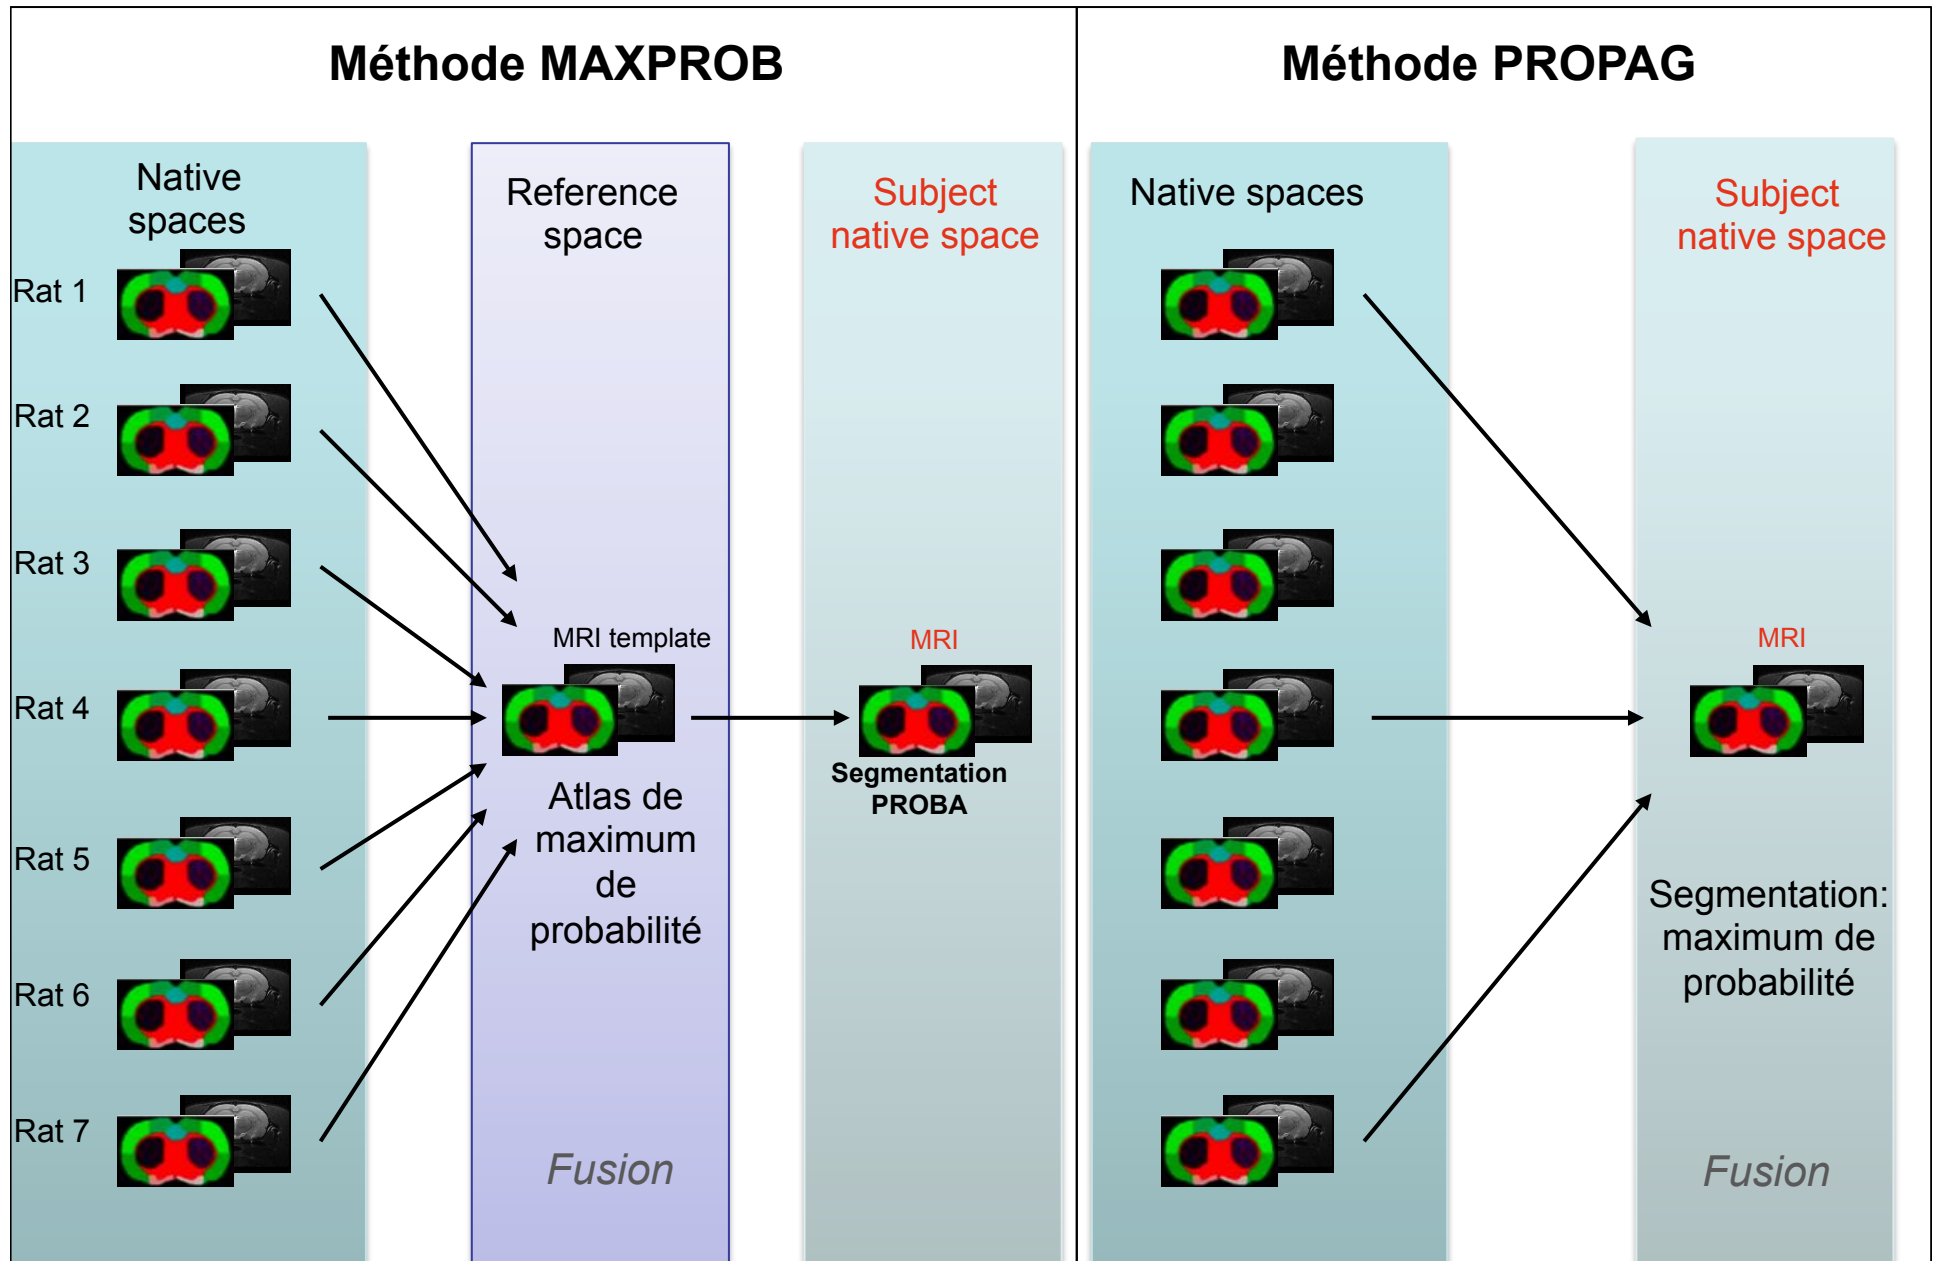 Méthode MAXPROB
Native
spaces
Rat 1
Rat 2
Rat 3
Rat 4
Rat 5
Rat 6
Rat 7
Reference
space
MRI template
Atlas de
maximum
de
probabilité
Fusion
Subject
native space
MRI
Segmentation
PROBA
Méthode PROPAG
Native spaces
Subject
native space
MRI
Segmentation:
maximum de
probabilité
Fusion